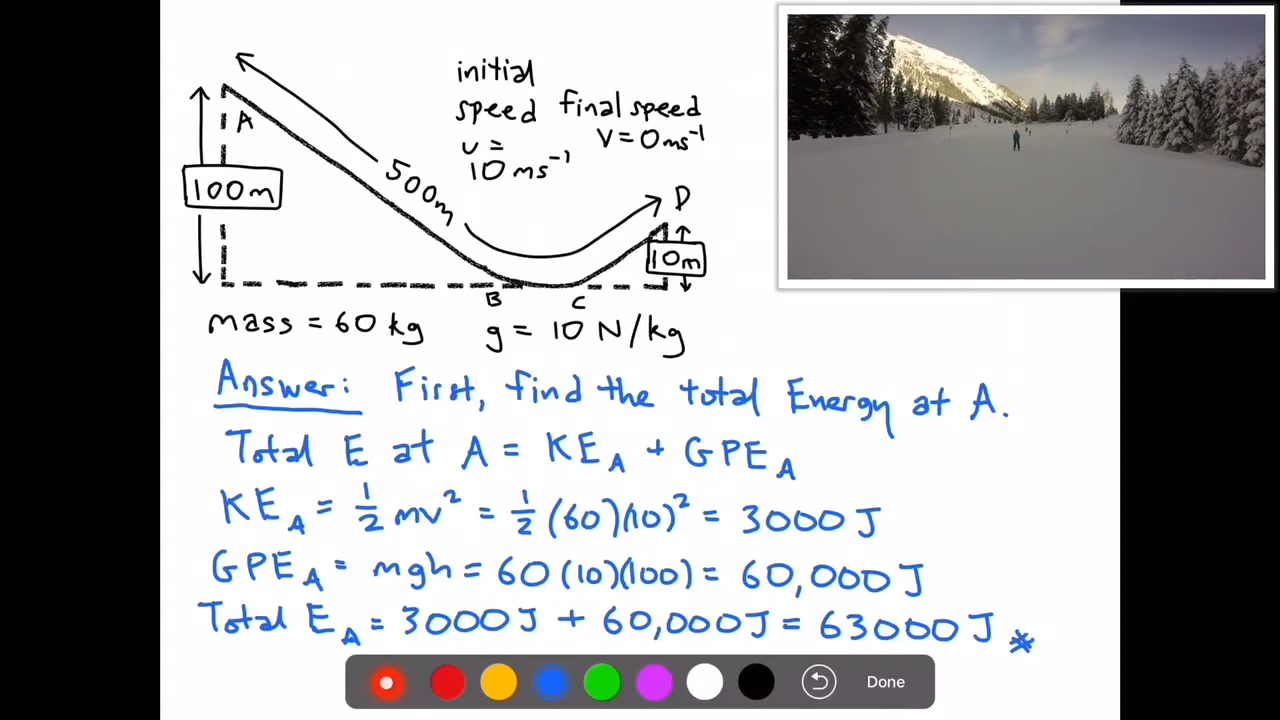 initial
speed
u =
10 ms⁻¹
final speed
V = 0 ms⁻¹
A
100m
500m
D
10m
B
C
mass = 60 kg
g = 10 N/kg
Answer: First, find the total Energy at A.
Total E at A = KE_A + GPE_A
KE_A = 1/2 mv² = 1/2 (60)(10)² = 3000 J
GPE_A = mgh = 60 (10)(100) = 60,000 J
Total E_A = 3000 J + 60,000 J = 63000 J *
Done